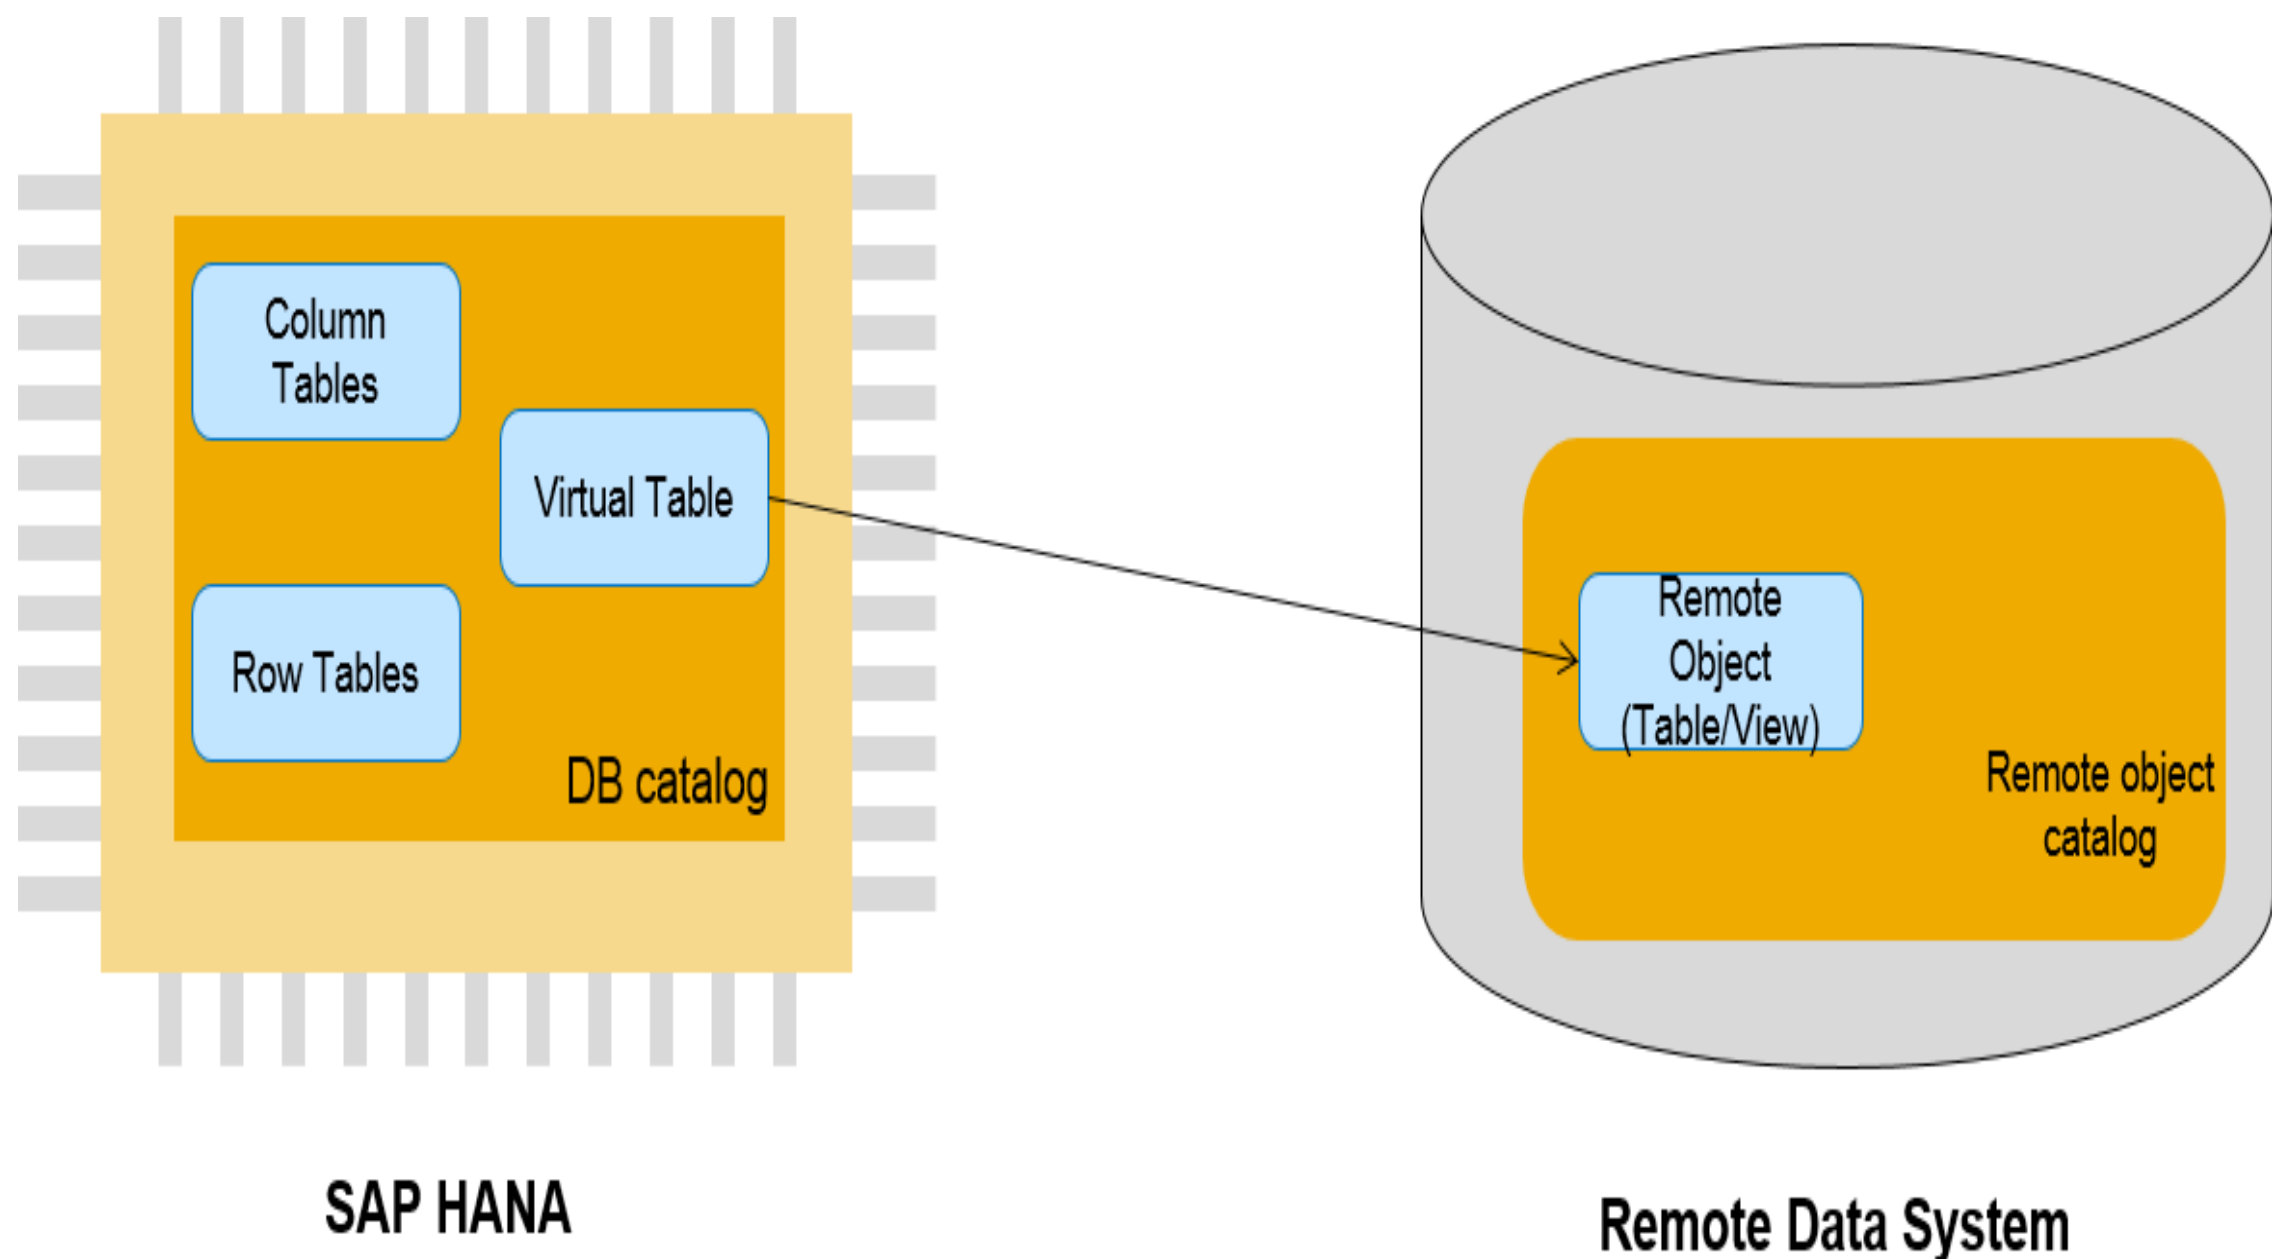 Column
Tables
Virtual Table
Row Tables
DB catalog
Remote
Object
(Table/View)
Remote object
catalog
SAP HANA
Remote Data System